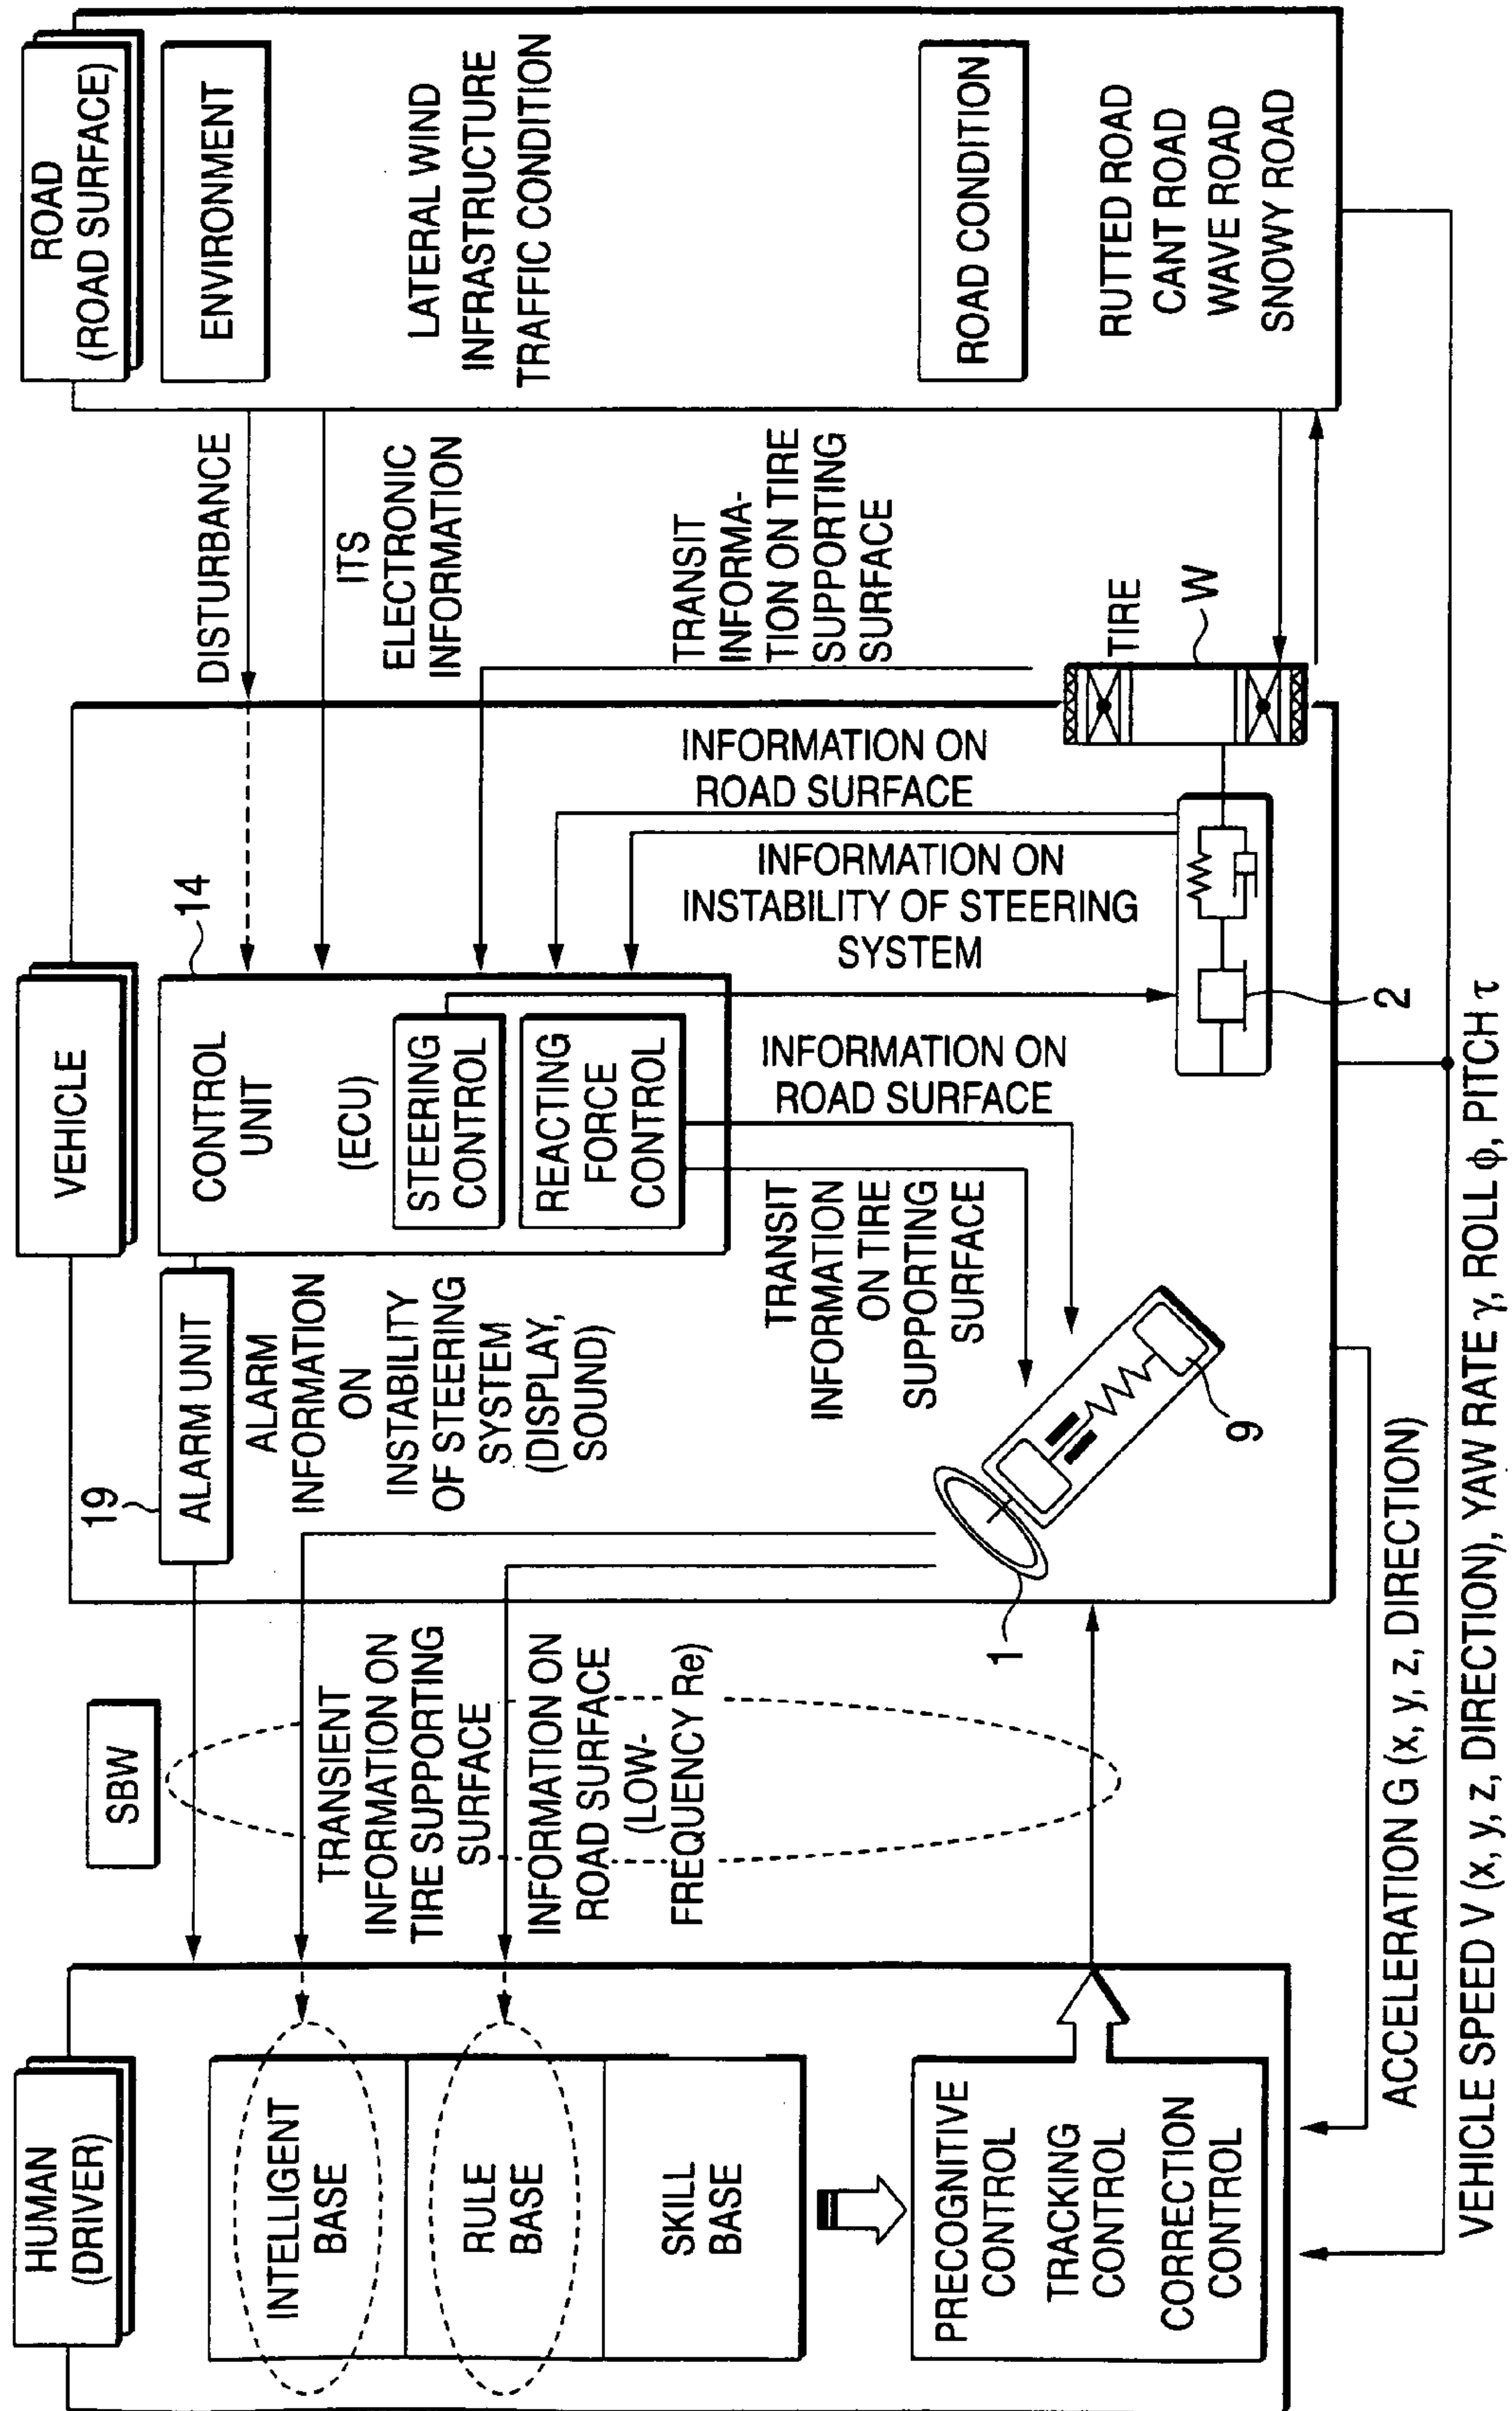 HUMAN
(DRIVER)
INTELLIGENT
BASE
RULE
BASE
SKILL
BASE
PRECOGNITIVE
CONTROL
TRACKING
CONTROL
CORRECTION
CONTROL
SBW
TRANSIENT
INFORMATION ON
TIRE SUPPORTING
SURFACE
INFORMATION ON
ROAD SURFACE
(LOW-
FREQUENCY Re)
VEHICLE
19
ALARM UNIT
ALARM
INFORMATION
ON
INSTABILITY
OF STEERING
SYSTEM
(DISPLAY,
SOUND)
14
CONTROL
UNIT
(ECU)
STEERING
CONTROL
REACTING
FORCE
CONTROL
TRANSIT
INFORMATION
ON TIRE
SUPPORTING
SURFACE
INFORMATION ON
ROAD SURFACE
INFORMATION ON
ROAD SURFACE
INFORMATION ON
INSTABILITY OF STEERING
SYSTEM
1
9
2
TIRE
W
DISTURBANCE
ITS
ELECTRONIC
INFORMATION
TRANSIT
INFORMA-
TION ON TIRE
SUPPORTING
SURFACE
ROAD
(ROAD SURFACE)
ENVIRONMENT
LATERAL WIND
INFRASTRUCTURE
TRAFFIC CONDITION
ROAD CONDITION
RUTTED ROAD
CANT ROAD
WAVE ROAD
SNOWY ROAD
ACCELERATION G (x, y, z, DIRECTION)
VEHICLE SPEED V (x, y, z, DIRECTION), YAW RATE γ, ROLL ϕ, PITCH τ